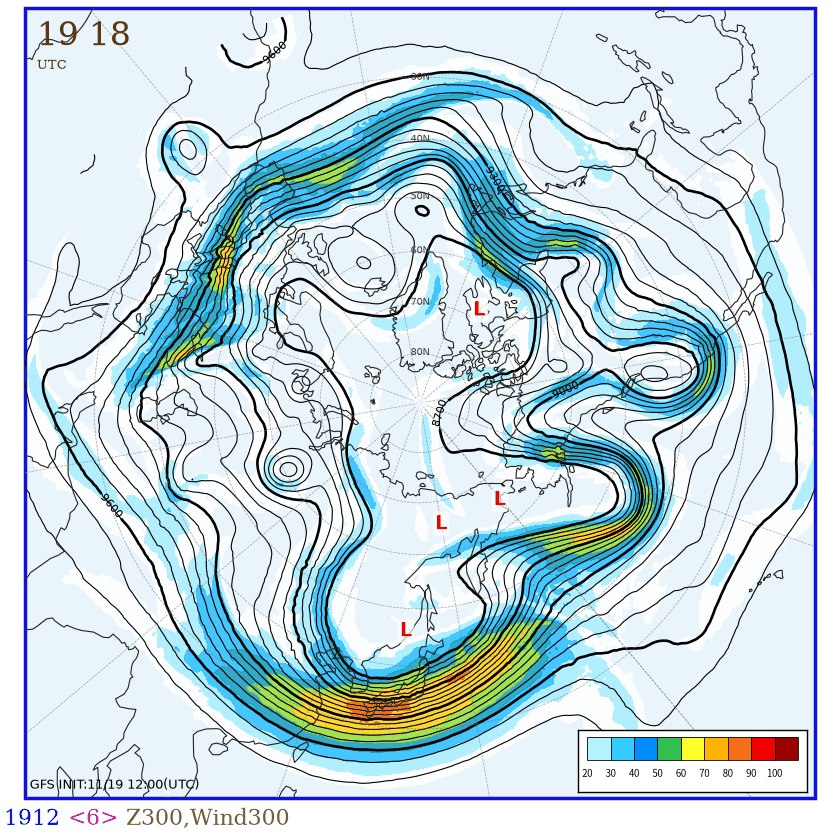 19 18
UTC
9600
30N
40N
9300
50N
60N
70N
L
80N
9000
8700
L
L
9600
L
20 30 40 50 60 70 80 90 100
GFS INIT:11/19 12:00(UTC)
1912 <6> Z300,Wind300